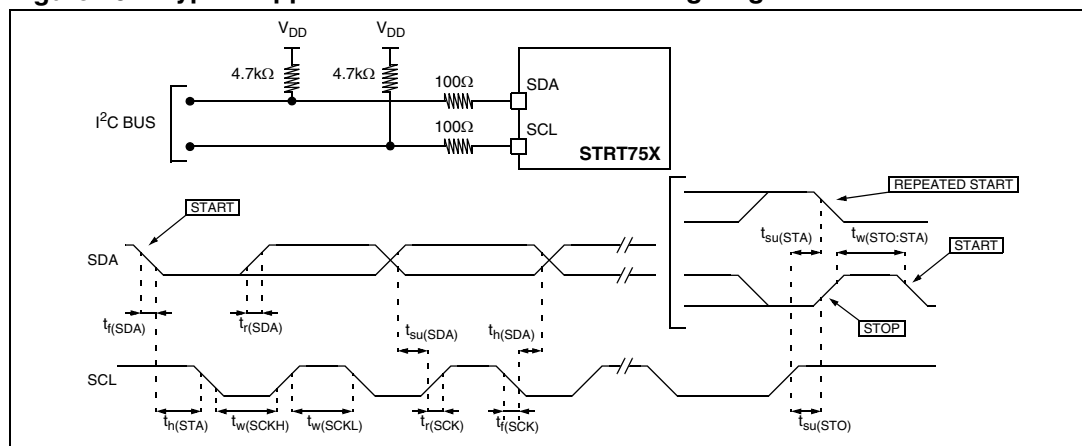 V_DD V_DD
4.7kΩ 4.7kΩ 100Ω SDA
I²C BUS
100Ω SCL
STRT75X
REPEATED START
START
t_su(STA) t_w(STO:STA) START
SDA
t_f(SDA) t_r(SDA) t_su(SDA) t_h(SDA) STOP
SCL
t_h(STA) t_w(SCKH) t_w(SCKL) t_r(SCK) t_f(SCK) t_su(STO)